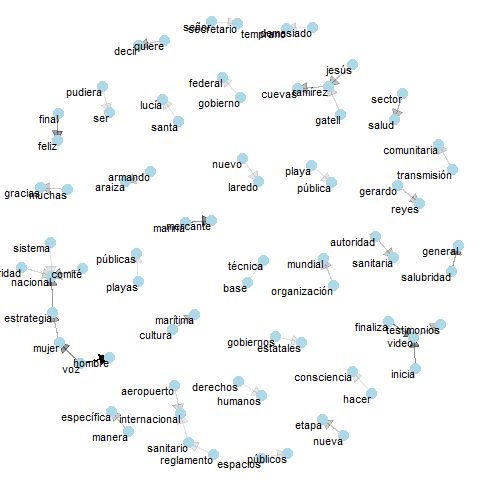 señor
secretario
quiere
decir
temprano
demasiado
jesús
federal
pudiera
cuevas
ramírez
sector
lucía
gobierno
final
ser
santa
gatell
salud
feliz
comunitaria
nuevo
armando
playa
transmisión
gracias
muchas
araiza
laredo
pública
gerardo
reyes
marina
mercante
sistema
autoridad
general
públicas
técnica
mundial
sanitaria
ridad
comité
nacional
salubridad
playas
base
organización
estrategia
marítima
finaliza
testimonios
cultura
gobiernos
estatales
video
mujer
hombre
voz
inicia
consciencia
aeropuerto
derechos
humanos
hacer
específica
internacional
etapa
manera
nueva
sanitario
reglamento
espacios
públicos